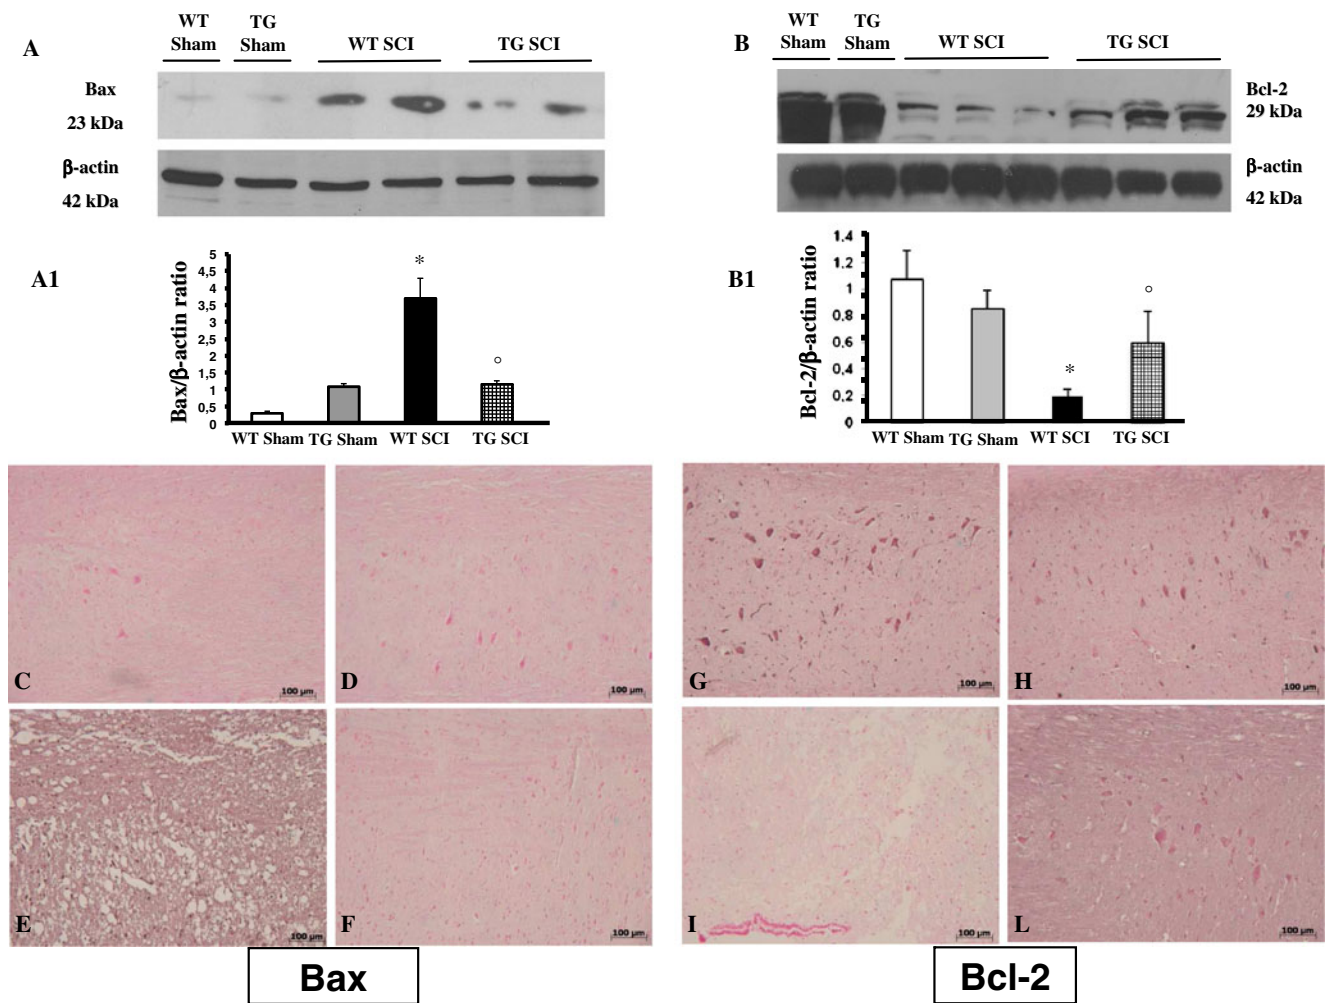 A
WT
Sham
TG
Sham
WT SCI
TG SCI
Bax
23 kDa
β-actin
42 kDa
B
WT
Sham
TG
Sham
WT SCI
TG SCI
Bcl-2
29 kDa
β-actin
42 kDa
A1
Bax/β-actin ratio
5
4,5
4
3,5
3
2,5
2
1,5
1
0,5
0
*
°
WT Sham TG Sham WT SCI TG SCI
B1
Bcl-2/β-actin ratio
1.4
1.2
1
0.8
0.6
0.4
0.2
0
*
°
WT Sham TG Sham WT SCI TG SCI
C
100 µm
D
100 µm
G
100 µm
H
100 µm
E
100 µm
F
100 µm
I
100 µm
L
100 µm
Bax
Bcl-2